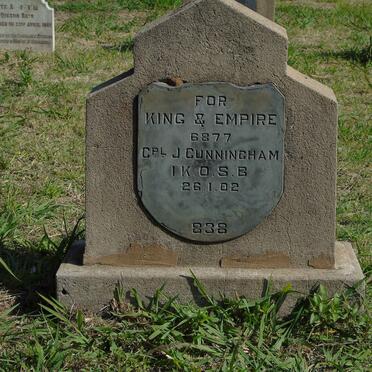 FOR
KING & EMPIRE
6877
CPL J CUNNINGHAM
1 K O.S.B
26.1.02
838